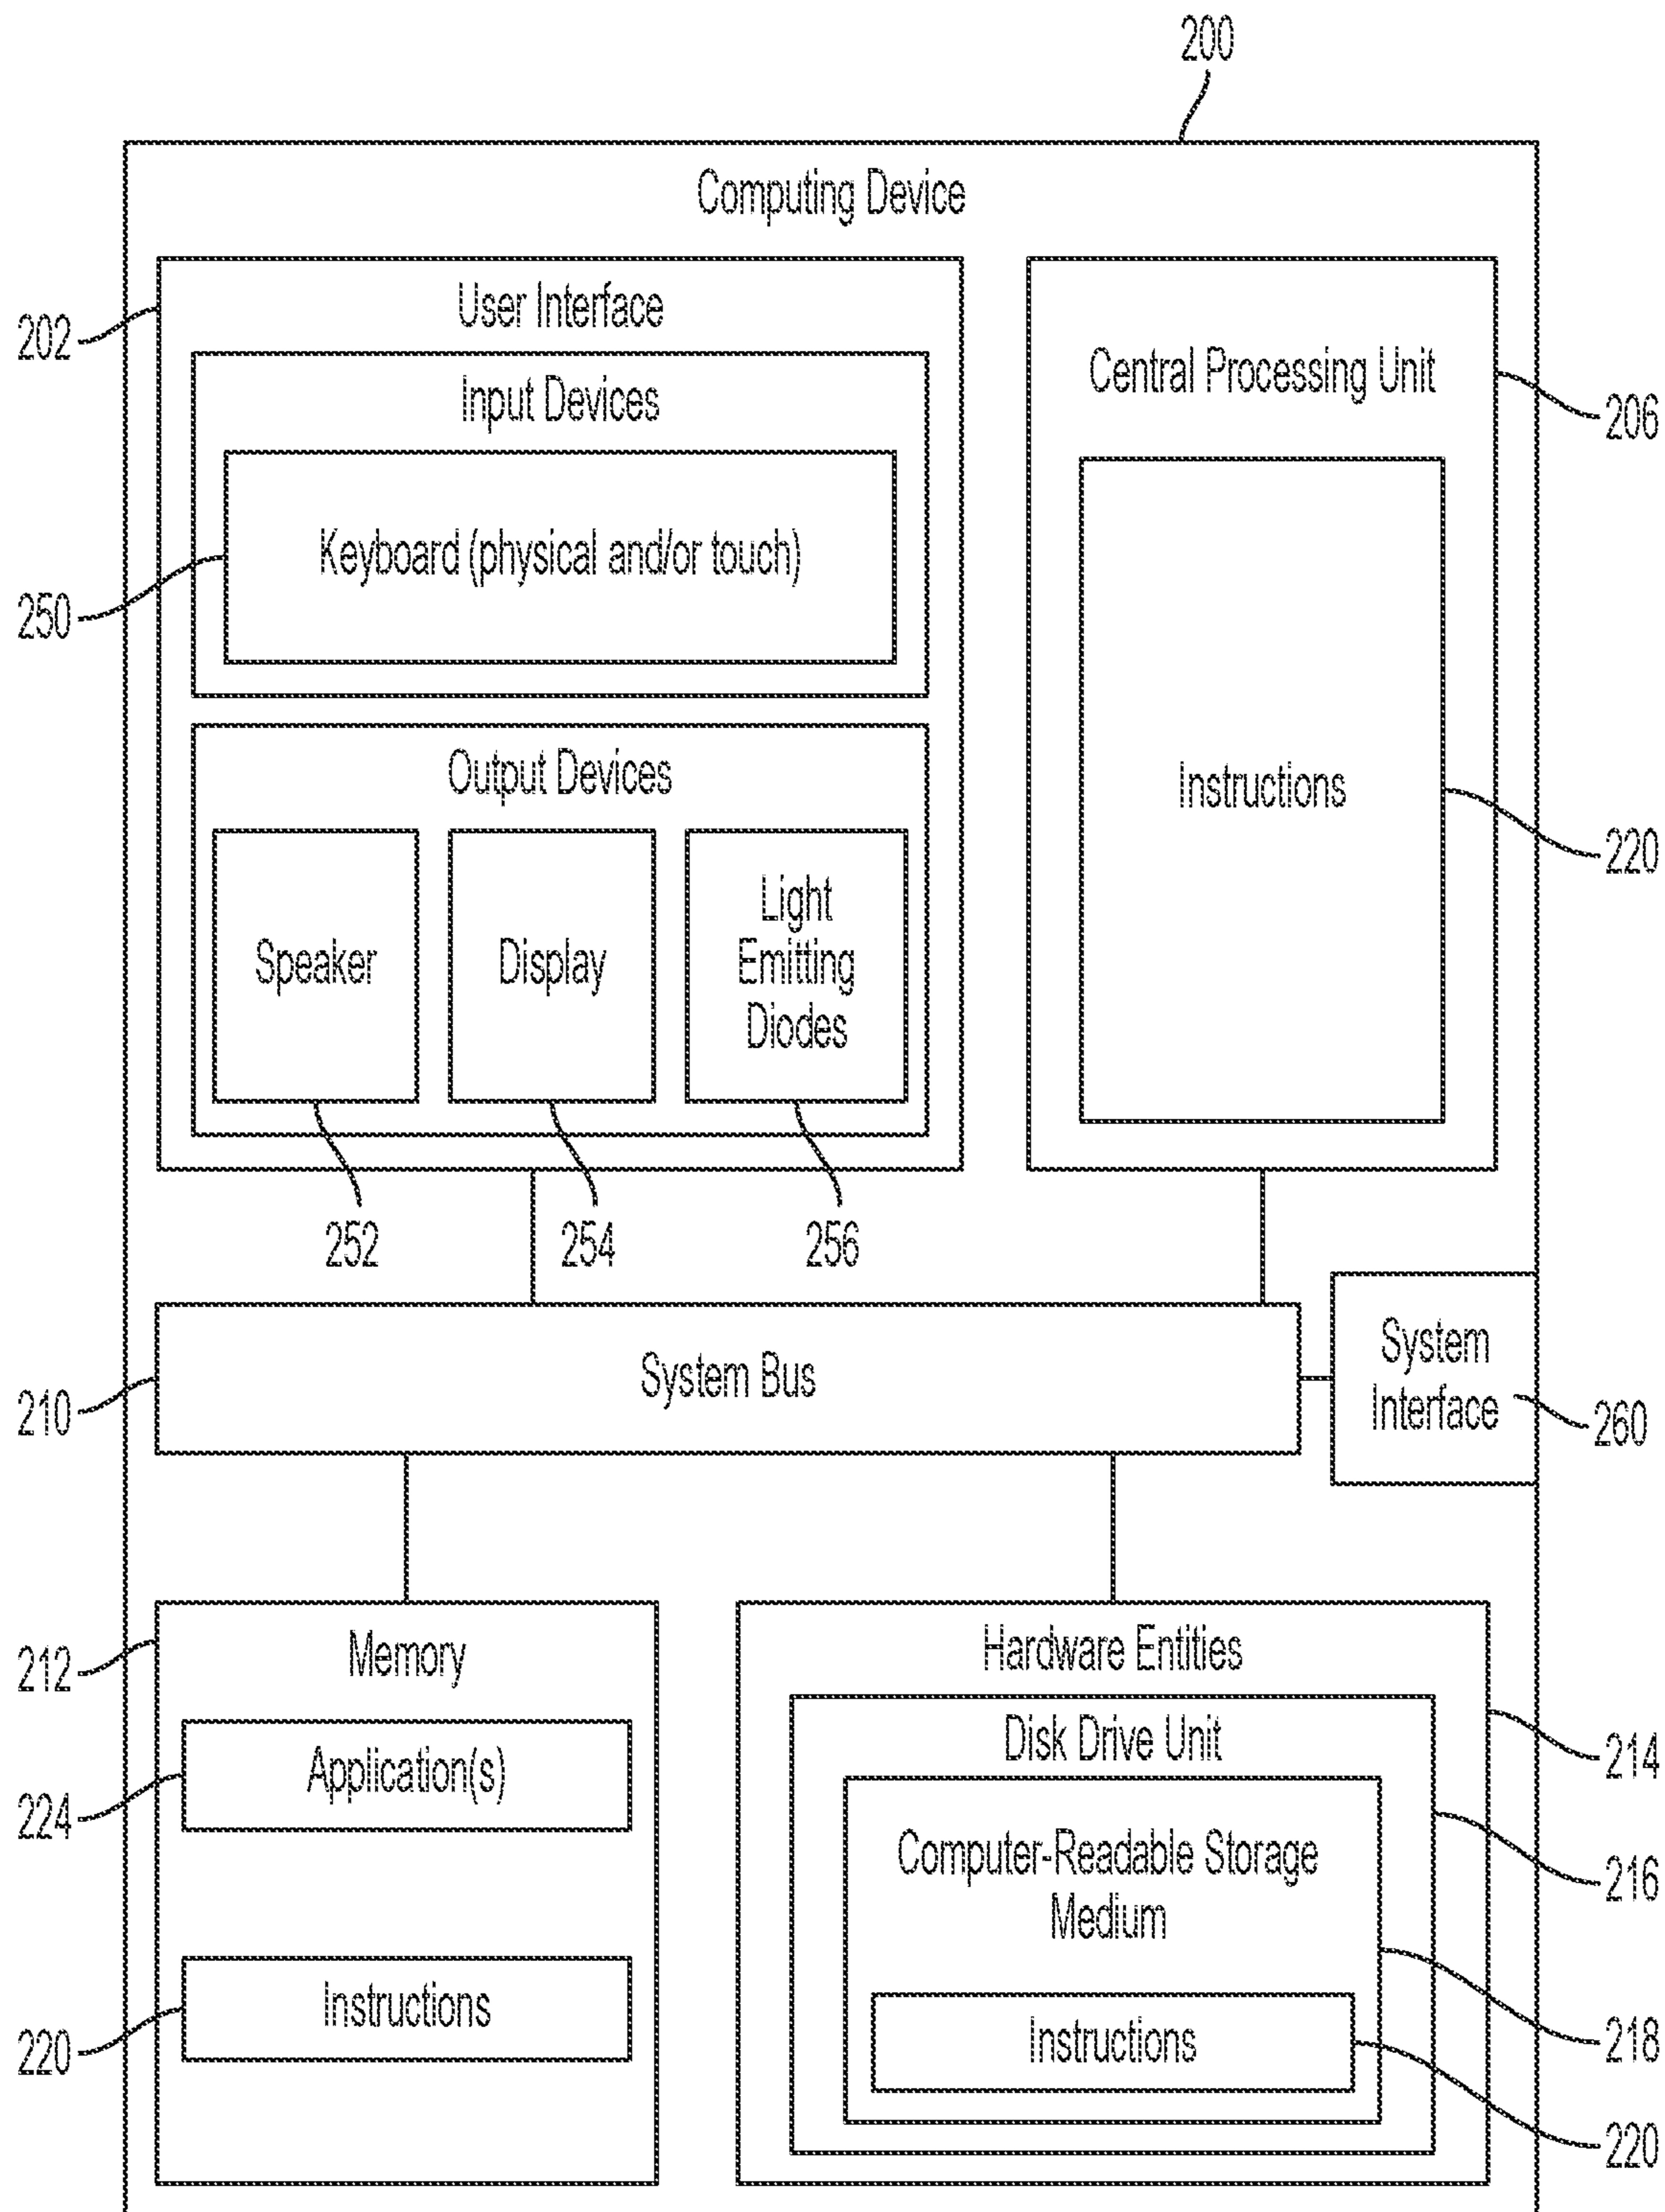 200
Computing Device
202
User Interface
Input Devices
Keyboard (physical and/or touch)
250
Output Devices
Speaker
Display
Light
Emitting
Diodes
252
254
256
Central Processing Unit
206
Instructions
220
210
System Bus
System
Interface
260
212
Memory
224
Application(s)
220
Instructions
Hardware Entities
214
Disk Drive Unit
216
Computer-Readable Storage
Medium
218
Instructions
220